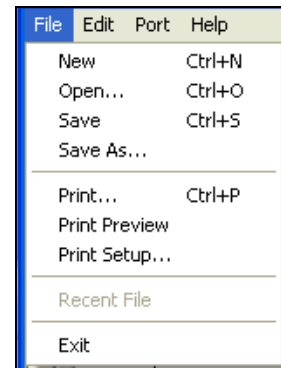 File Edit Port Help
New Ctrl+N
Open... Ctrl+O
Save Ctrl+S
Save As...
Print... Ctrl+P
Print Preview
Print Setup...
Recent File
Exit